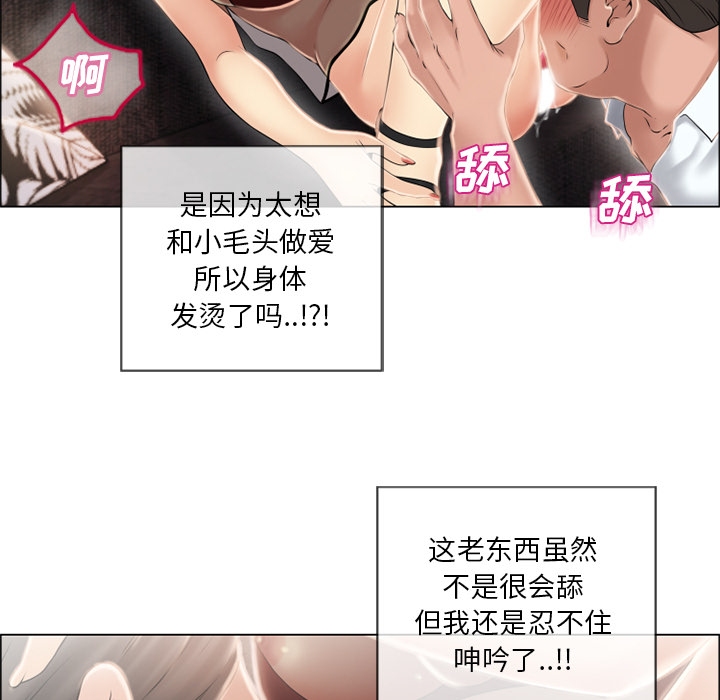 啊
舔
舔
是因为太想
和小毛头做爱
所以身体
发烫了吗..!?!
这老东西虽然
不是很会舔
但我还是忍不住
呻吟了..!!